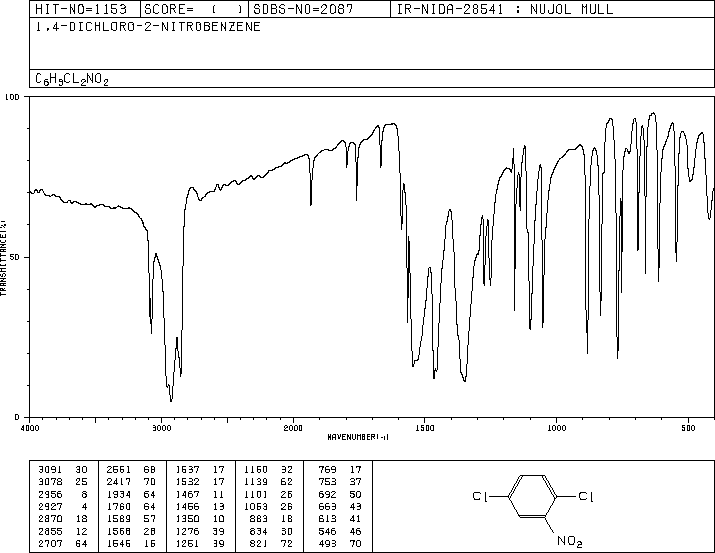 HIT-NO=1153 SCORE= ( ) SDBS-NO=2087 IR-NIDA-28541 : NUJOL MULL
1,4-DICHLORO-2-NITROBENZENE
C6H3CL2NO2
100
50
0
TRANSMITTANCE(%)
4000 3000 2000 1500 1000 500
WAVENUMBER(-1)
3091 30 2551 68 1537 17 1160 32 769 17
3078 25 2417 70 1532 17 1139 62 753 37
2956 8 1934 64 1467 11 1101 26 692 50
2927 4 1760 64 1456 13 1053 26 663 43
2870 18 1589 57 1350 10 883 18 613 41
2855 12 1568 28 1276 39 834 30 546 46
2707 64 1546 15 1251 39 821 72 493 70
Cl Cl
NO2